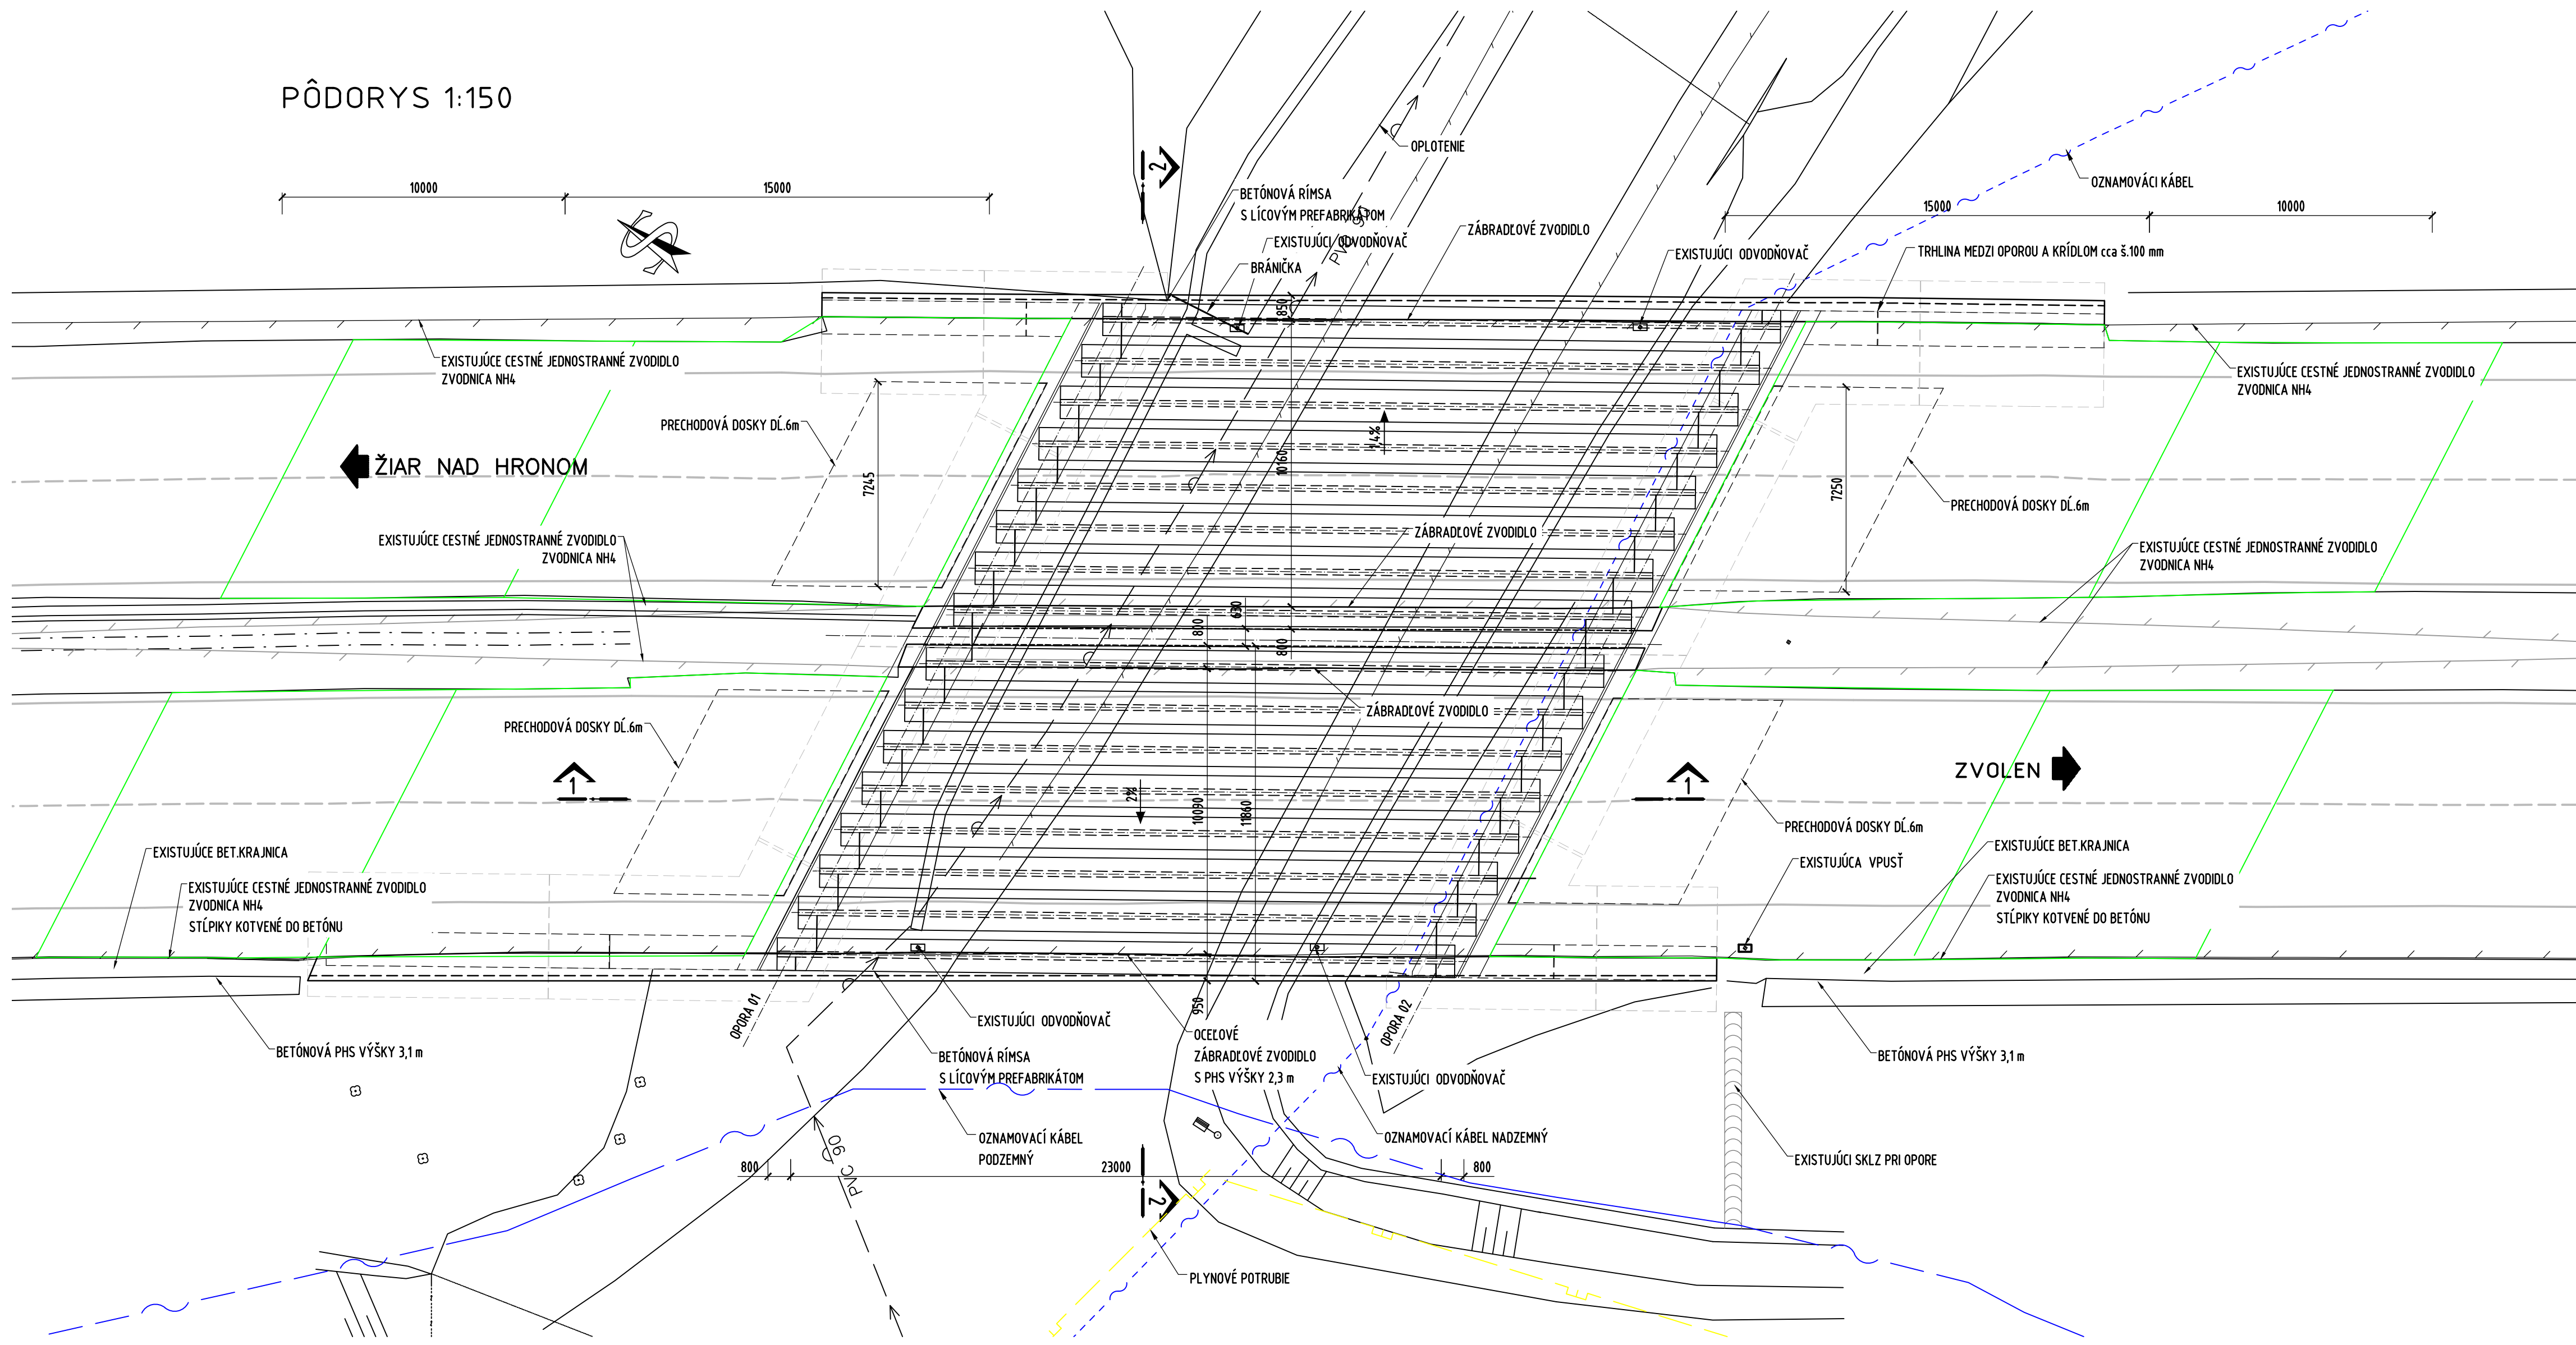 PÔDORYS 1:150
10000
15000
2
OPLOTENIE
BETÓNOVÁ RÍMSA
S LÍCOVÝM PREFABRIKÁTOM
PVC 90
EXISTUJÚCI ODVODŇOVAČ
BRÁNIČKA
ZÁBRADĽOVÉ ZVODIDLO
EXISTUJÚCI ODVODŇOVAČ
OZNAMOVÁCI KÁBEL
15000
10000
TRHLINA MEDZI OPOROU A KRÍDLOM cca š.100 mm
850
EXISTUJÚCE CESTNÉ JEDNOSTRANNÉ ZVODIDLO
ZVODNICA NH4
EXISTUJÚCE CESTNÉ JEDNOSTRANNÉ ZVODIDLO
ZVODNICA NH4
PRECHODOVÁ DOSKY DĹ.6m
7245
1,4%
10160
7250
ŽIAR NAD HRONOM
PRECHODOVÁ DOSKY DĹ.6m
EXISTUJÚCE CESTNÉ JEDNOSTRANNÉ ZVODIDLO
ZVODNICA NH4
ZÁBRADĽOVÉ ZVODIDLO
EXISTUJÚCE CESTNÉ JEDNOSTRANNÉ ZVODIDLO
ZVODNICA NH4
630
800
800
PRECHODOVÁ DOSKY DĹ.6m
ZÁBRADĽOVÉ ZVODIDLO
1
2%
10090
11860
1
ZVOLEN
PRECHODOVÁ DOSKY DĹ.6m
EXISTUJÚCE BET.KRAJNICA
EXISTUJÚCE CESTNÉ JEDNOSTRANNÉ ZVODIDLO
ZVODNICA NH4
STĹPIKY KOTVENÉ DO BETÓNU
EXISTUJÚCA VPUSŤ
EXISTUJÚCE BET.KRAJNICA
EXISTUJÚCE CESTNÉ JEDNOSTRANNÉ ZVODIDLO
ZVODNICA NH4
STĹPIKY KOTVENÉ DO BETÓNU
OPORA 01
950
OPORA 02
EXISTUJÚCI ODVODŇOVAČ
BETÓNOVÁ PHS VÝŠKY 3,1 m
BETÓNOVÁ RÍMSA
S LÍCOVÝM PREFABRIKÁTOM
OCEĽOVÉ
ZÁBRADĽOVÉ ZVODIDLO
S PHS VÝŠKY 2,3 m
EXISTUJÚCI ODVODŇOVAČ
BETÓNOVÁ PHS VÝŠKY 3,1 m
OZNAMOVACÍ KÁBEL
PODZEMNÝ
OZNAMOVACÍ KÁBEL NADZEMNÝ
PVC 90
800
23000
800
EXISTUJÚCI SKLZ PRI OPORE
2
PLYNOVÉ POTRUBIE